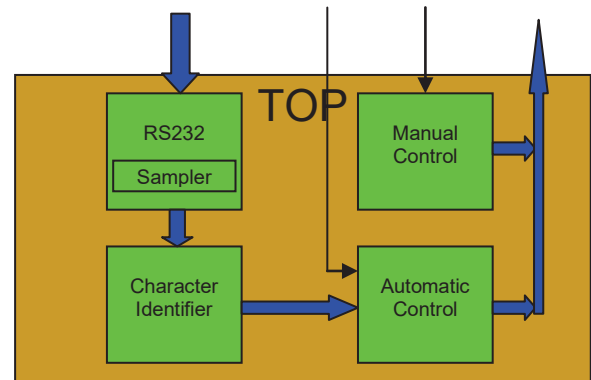 TOP
RS232
Sampler
Manual
Control
Character
Identifier
Automatic
Control